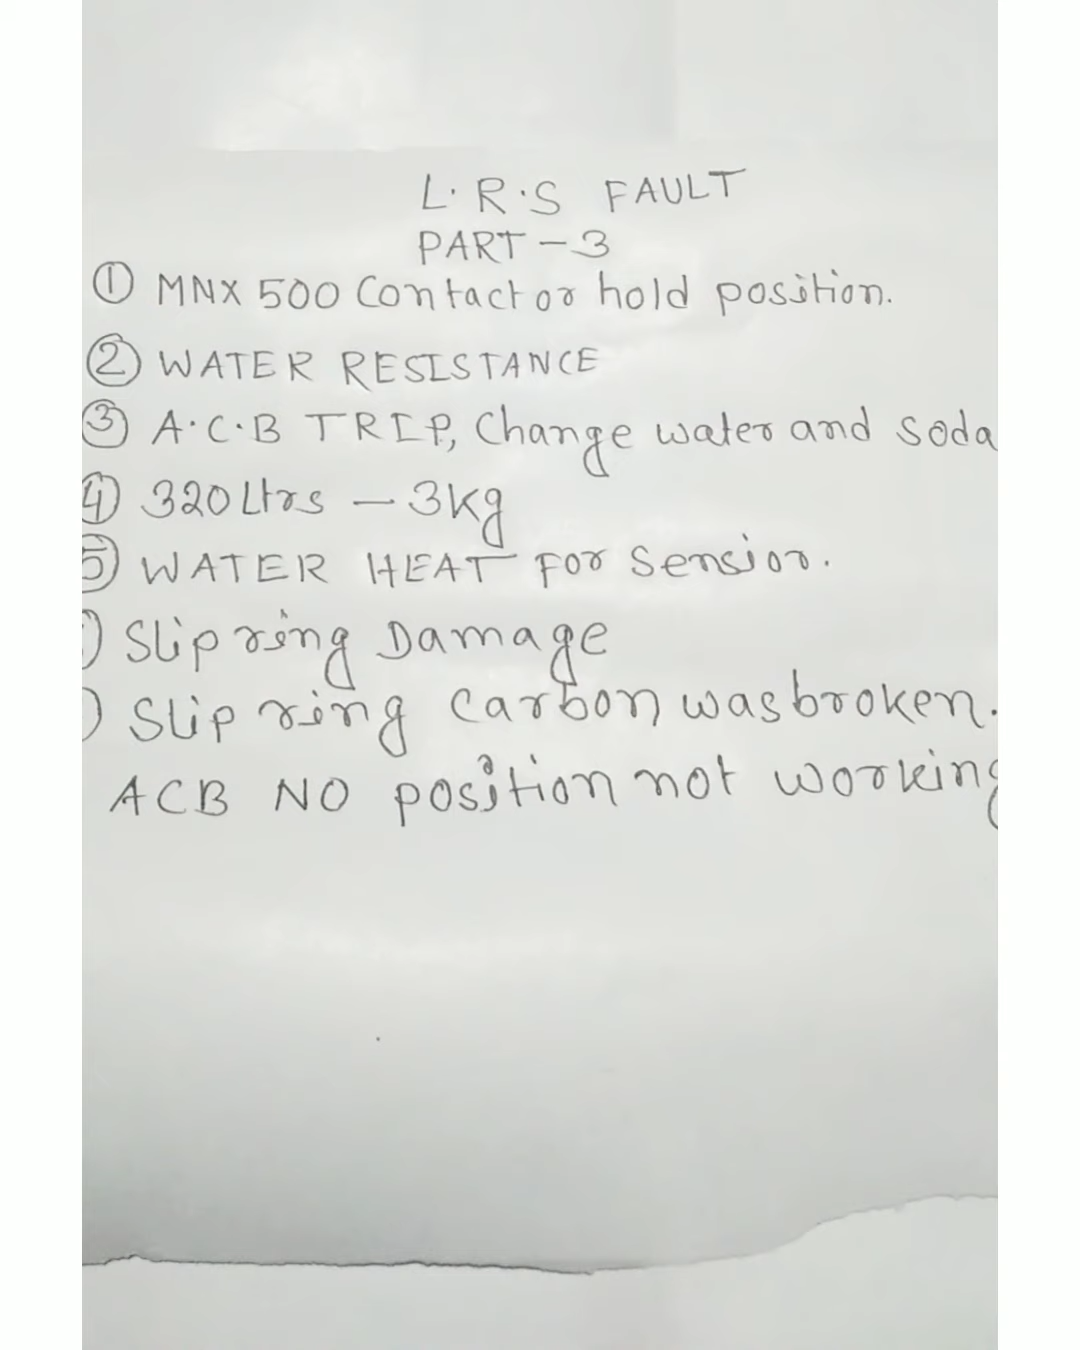 L.R.S FAULT
PART-3
① MNX 500 Contactor hold position.
② WATER RESISTANCE
③ A.C.B TRIP, Change water and soda
④ 320 Ltrs - 3kg
⑤ WATER HEAT For Sensior.
) Slip ring Damage
) Slip ring Carbon was broken.
ACB NO position not working